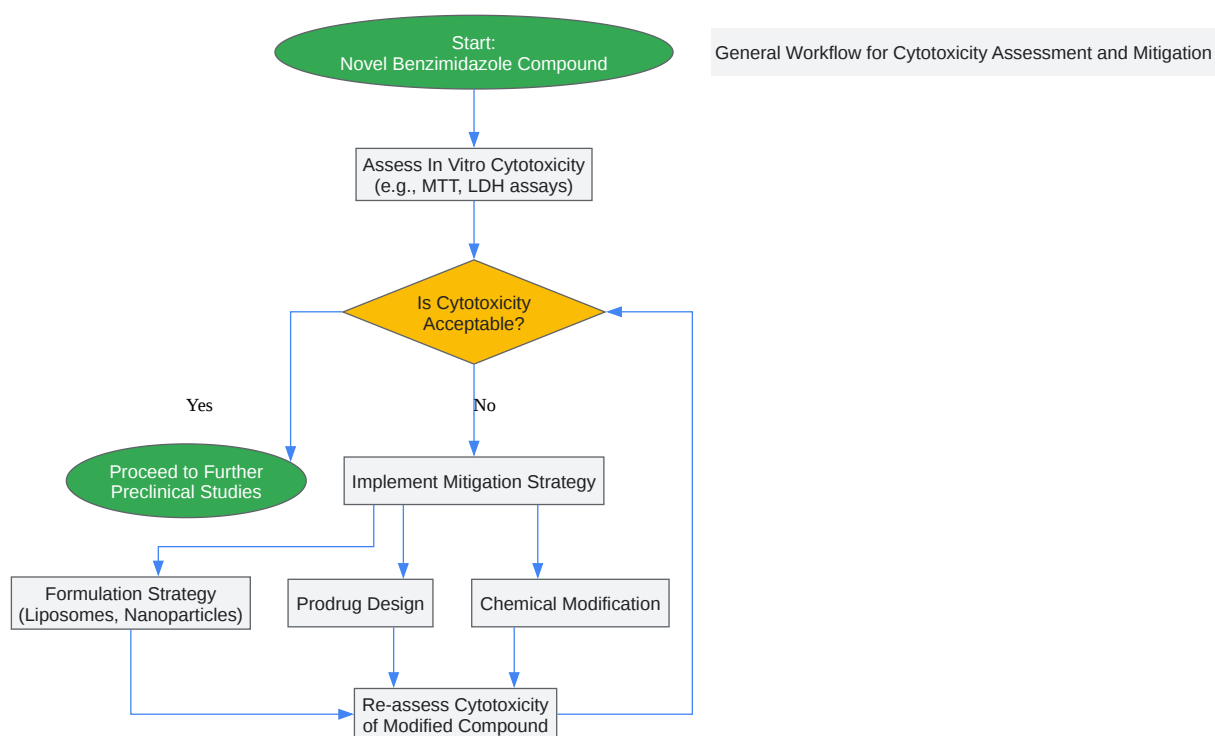 Start:
Novel Benzimidazole Compound
General Workflow for Cytotoxicity Assessment and Mitigation
Assess In Vitro Cytotoxicity
(e.g., MTT, LDH assays)
Is Cytotoxicity
Acceptable?
Yes
No
Proceed to Further
Preclinical Studies
Implement Mitigation Strategy
Formulation Strategy
(Liposomes, Nanoparticles)
Prodrug Design
Chemical Modification
Re-assess Cytotoxicity
of Modified Compound